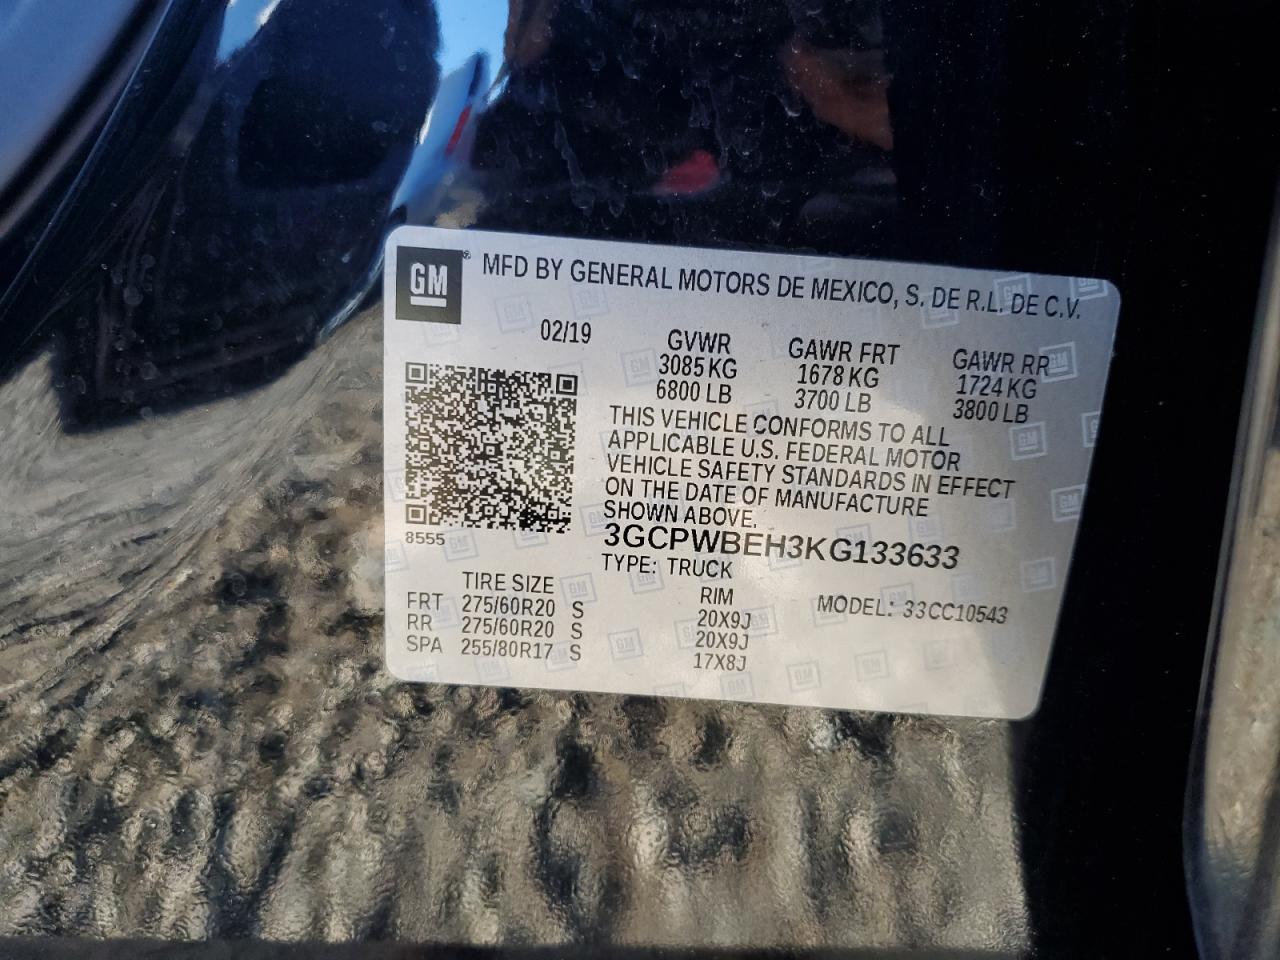 GM® MFD BY GENERAL MOTORS DE MEXICO, S. DE R.L. DE C.V.
02/19 GVWR GAWR FRT GAWR RR
3085 KG 1678 KG 1724 KG
6800 LB 3700 LB 3800 LB
THIS VEHICLE CONFORMS TO ALL
APPLICABLE U.S. FEDERAL MOTOR
VEHICLE SAFETY STANDARDS IN EFFECT
ON THE DATE OF MANUFACTURE
SHOWN ABOVE.
8555
3GCPWBEH3KG133633
TYPE: TRUCK
TIRE SIZE RIM MODEL: 33CC10543
FRT 275/60R20 S 20X9J
RR 275/60R20 S 20X9J
SPA 255/80R17 S 17X8J